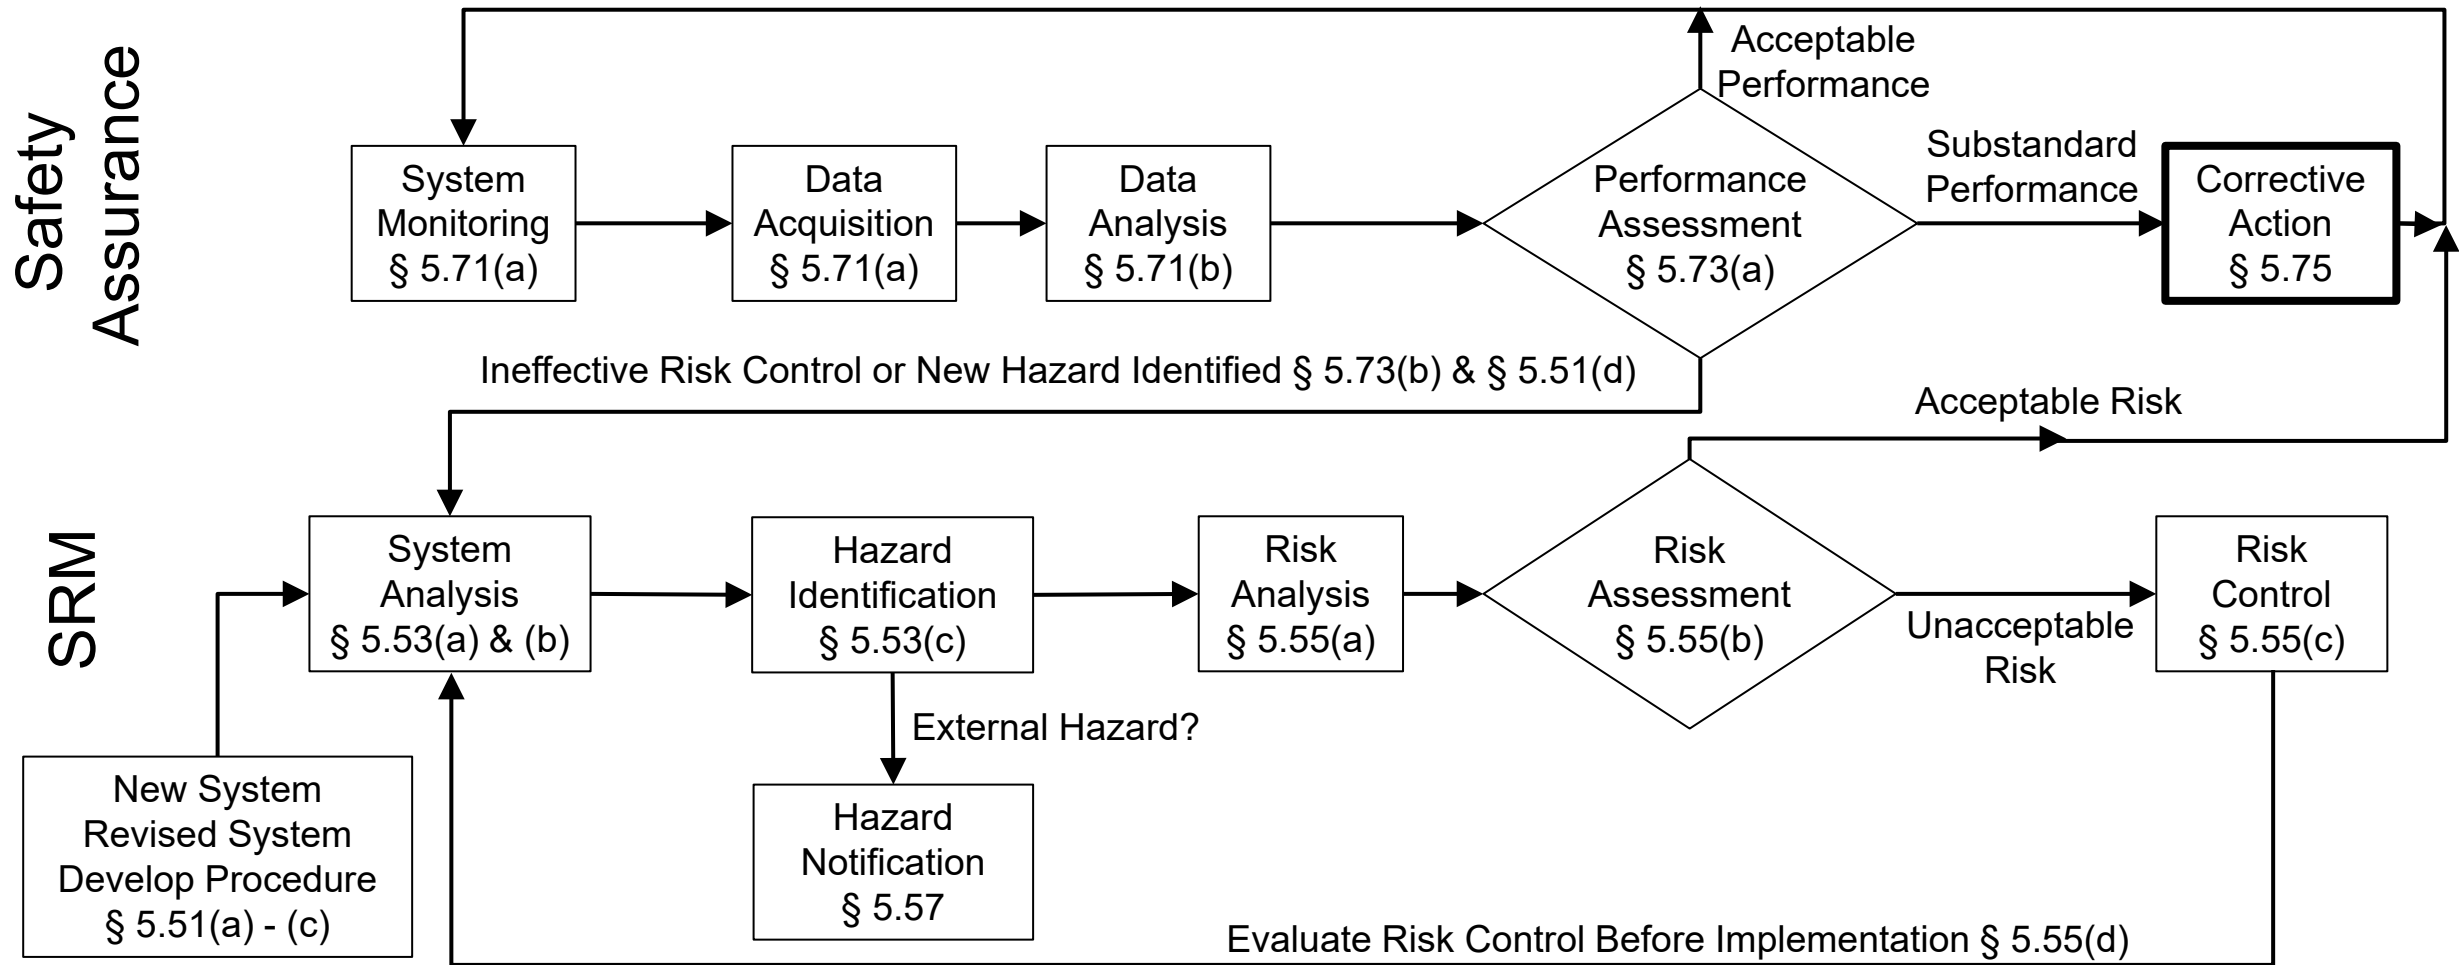 Safety
Assurance
Acceptable
Performance
System
Monitoring
§ 5.71(a)
Data
Acquisition
§ 5.71(a)
Data
Analysis
§ 5.71(b)
Performance
Assessment
§ 5.73(a)
Substandard
Performance
Corrective
Action
§ 5.75
Ineffective Risk Control or New Hazard Identified § 5.73(b) & § 5.51(d)
Acceptable Risk
SRM
System
Analysis
§ 5.53(a) & (b)
Hazard
Identification
§ 5.53(c)
Risk
Analysis
§ 5.55(a)
Risk
Assessment
§ 5.55(b)
Unacceptable
Risk
Risk
Control
§ 5.55(c)
External Hazard?
New System
Revised System
Develop Procedure
§ 5.51(a) - (c)
Hazard
Notification
§ 5.57
Evaluate Risk Control Before Implementation § 5.55(d)